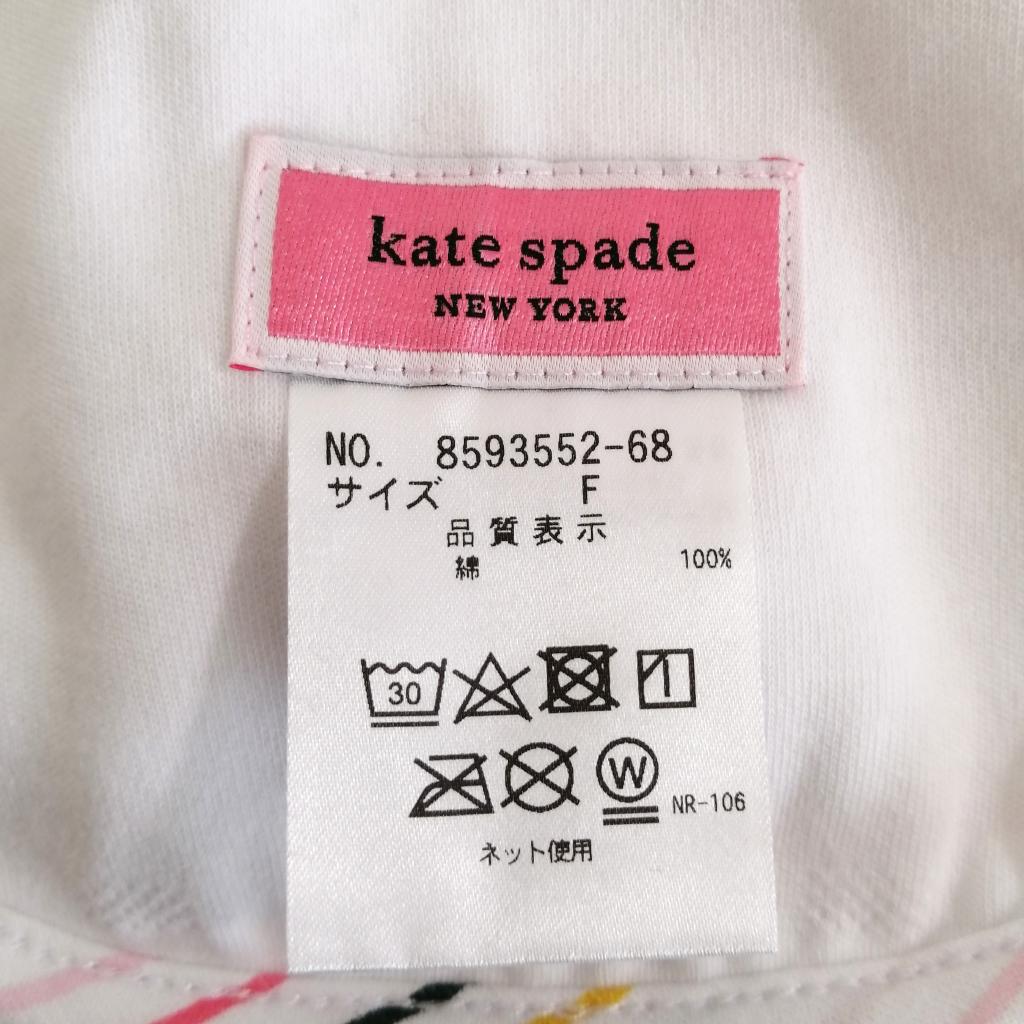 kate spade
NEW YORK
NO. 8593552-68
サイズ F
品質表示
綿 100%
30
W NR-106
ネット使用